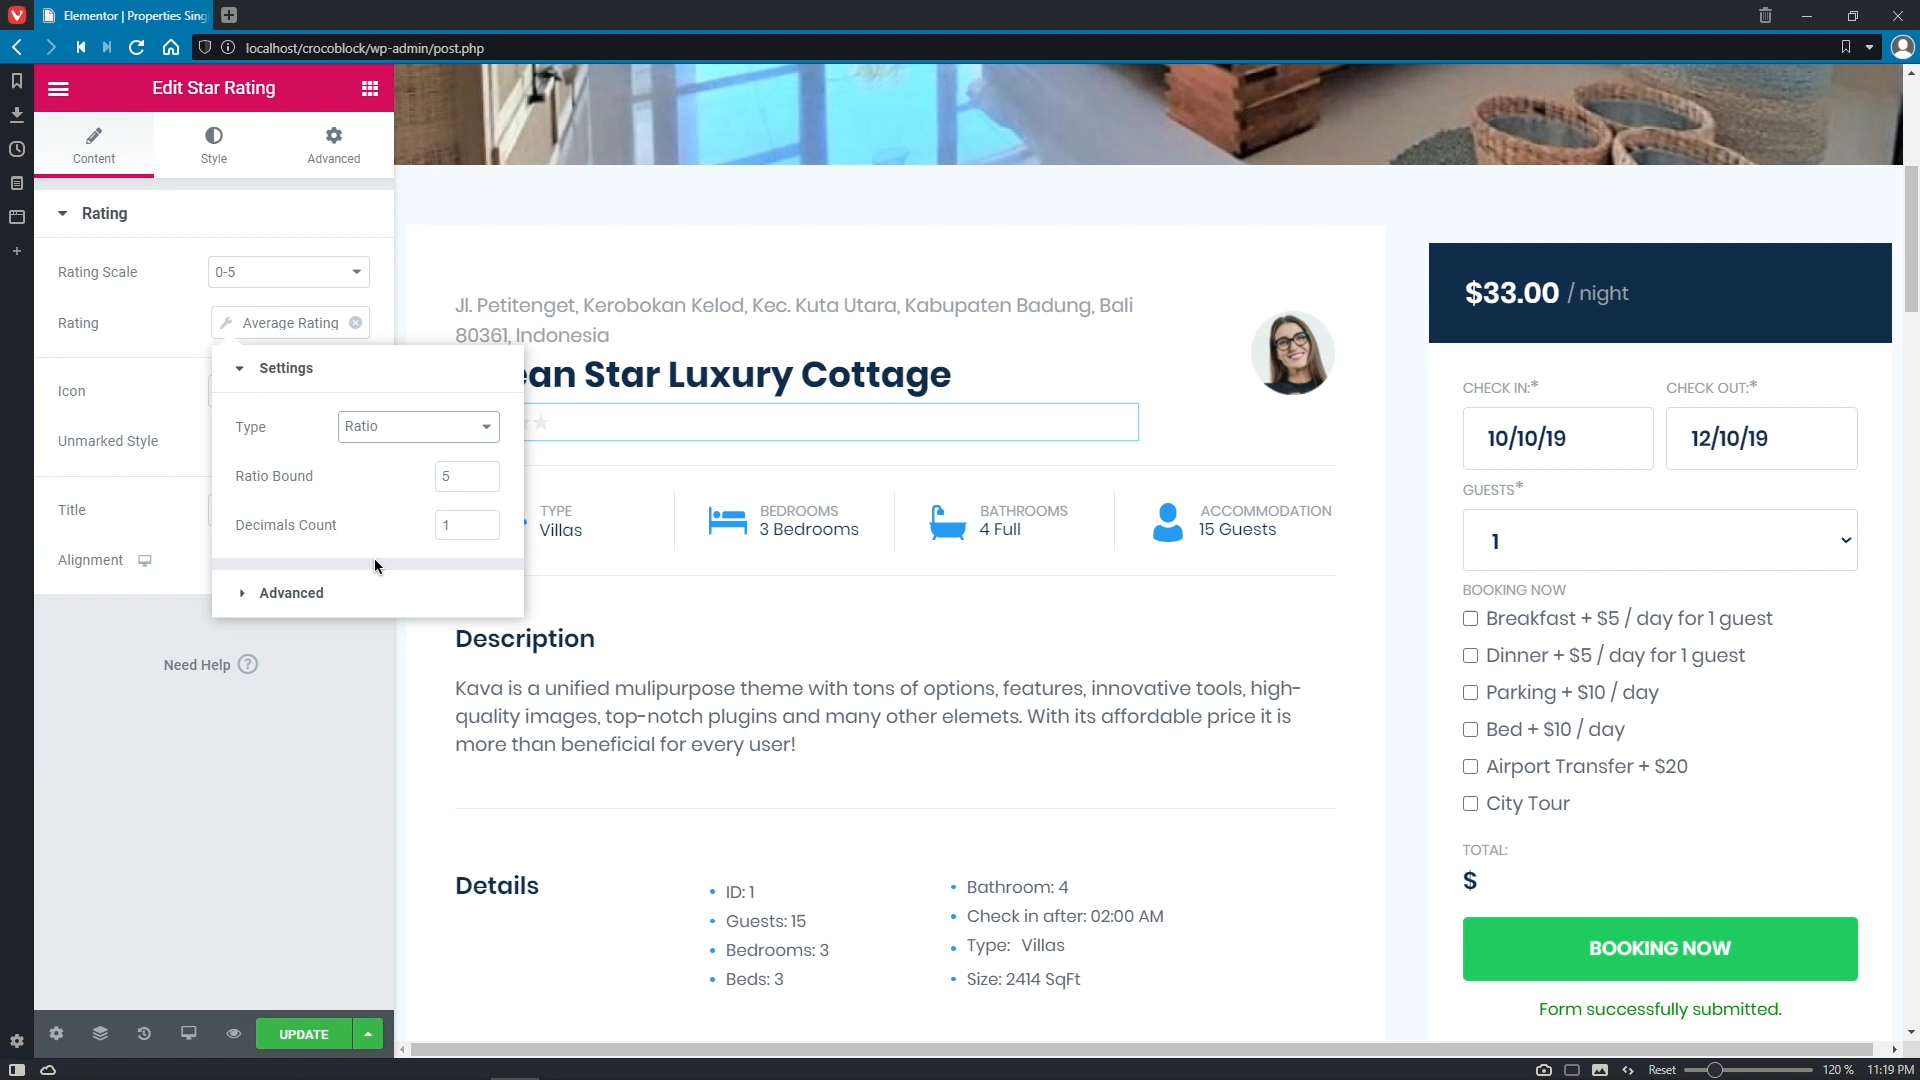 Elementor | Properties Sing
localhost/crocoblock/wp-admin/post.php
Edit Star Rating
Content
Style
Advanced
Rating
Rating Scale
0-5
Rating
Average Rating
Settings
Icon
Type
Ratio
Unmarked Style
Ratio Bound
5
Title
Decimals Count
1
Alignment
Advanced
Need Help
UPDATE
Jl. Petitenget, Kerobokan Kelod, Kec. Kuta Utara, Kabupaten Badung, Bali
80361, Indonesia
ean Star Luxury Cottage
TYPE
Villas
BEDROOMS
3 Bedrooms
BATHROOMS
4 Full
ACCOMMODATION
15 Guests
Description
Kava is a unified mulipurpose theme with tons of options, features, innovative tools, high-
quality images, top-notch plugins and many other elemets. With its affordable price it is
more than beneficial for every user!
Details
ID: 1
Guests: 15
Bedrooms: 3
Beds: 3
Bathroom: 4
Check in after: 02:00 AM
Type: Villas
Size: 2414 SqFt
$33.00 / night
CHECK IN:*
CHECK OUT:*
10/10/19
12/10/19
GUESTS*
1
BOOKING NOW
Breakfast + $5 / day for 1 guest
Dinner + $5 / day for 1 guest
Parking + $10 / day
Bed + $10 / day
Airport Transfer + $20
City Tour
TOTAL:
$
BOOKING NOW
Form successfully submitted.
Reset
120 %
11:19 PM